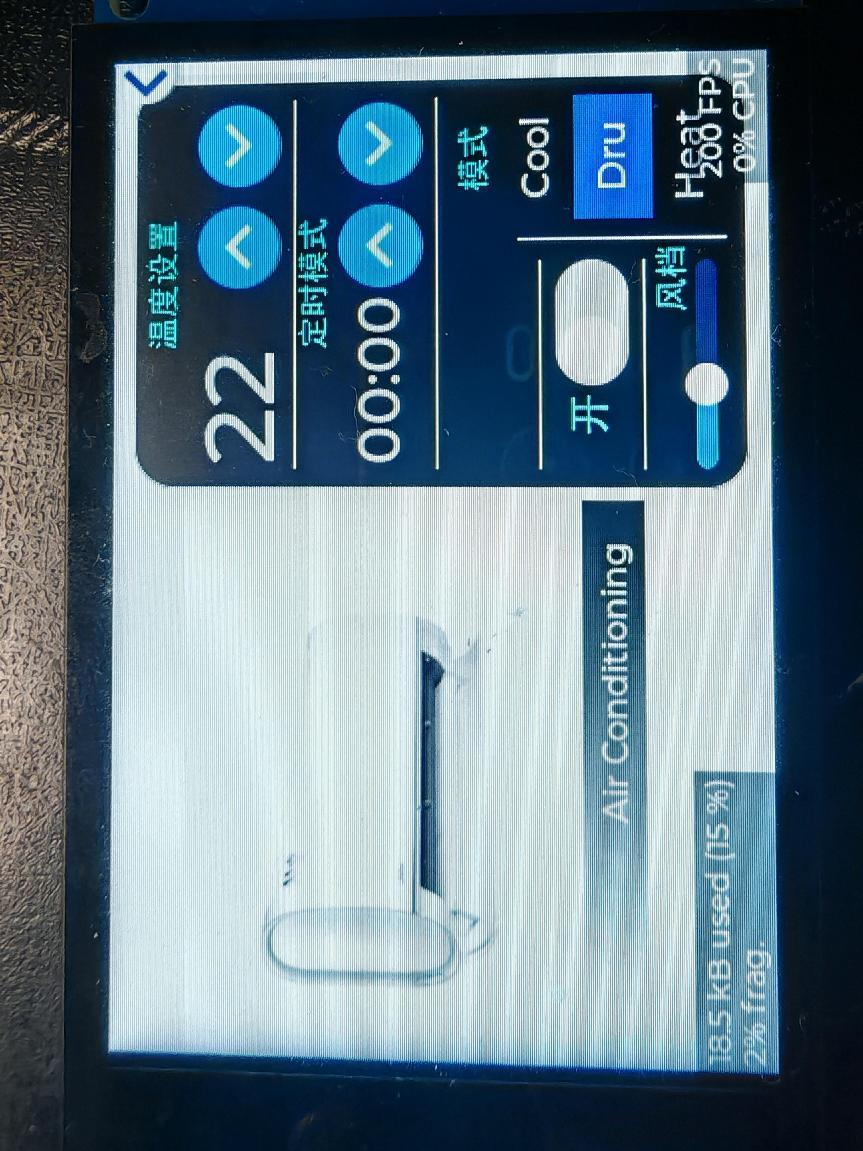 温度设置
22
定时模式
00:00
模式
Cool
Dru
Heat
开
风档
Air Conditioning
200 FPS
0% CPU
18.5 kB used (15 %)
2% frag.